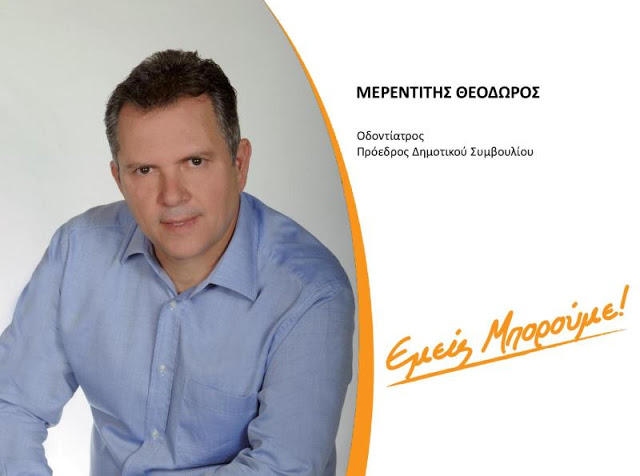 ΜΕΡΕΝΤΙΤΗΣ ΘΕΟΔΩΡΟΣ
Οδοντίατρος
Πρόεδρος Δημοτικού Συμβουλίου
Εμείς Μπορούμε!